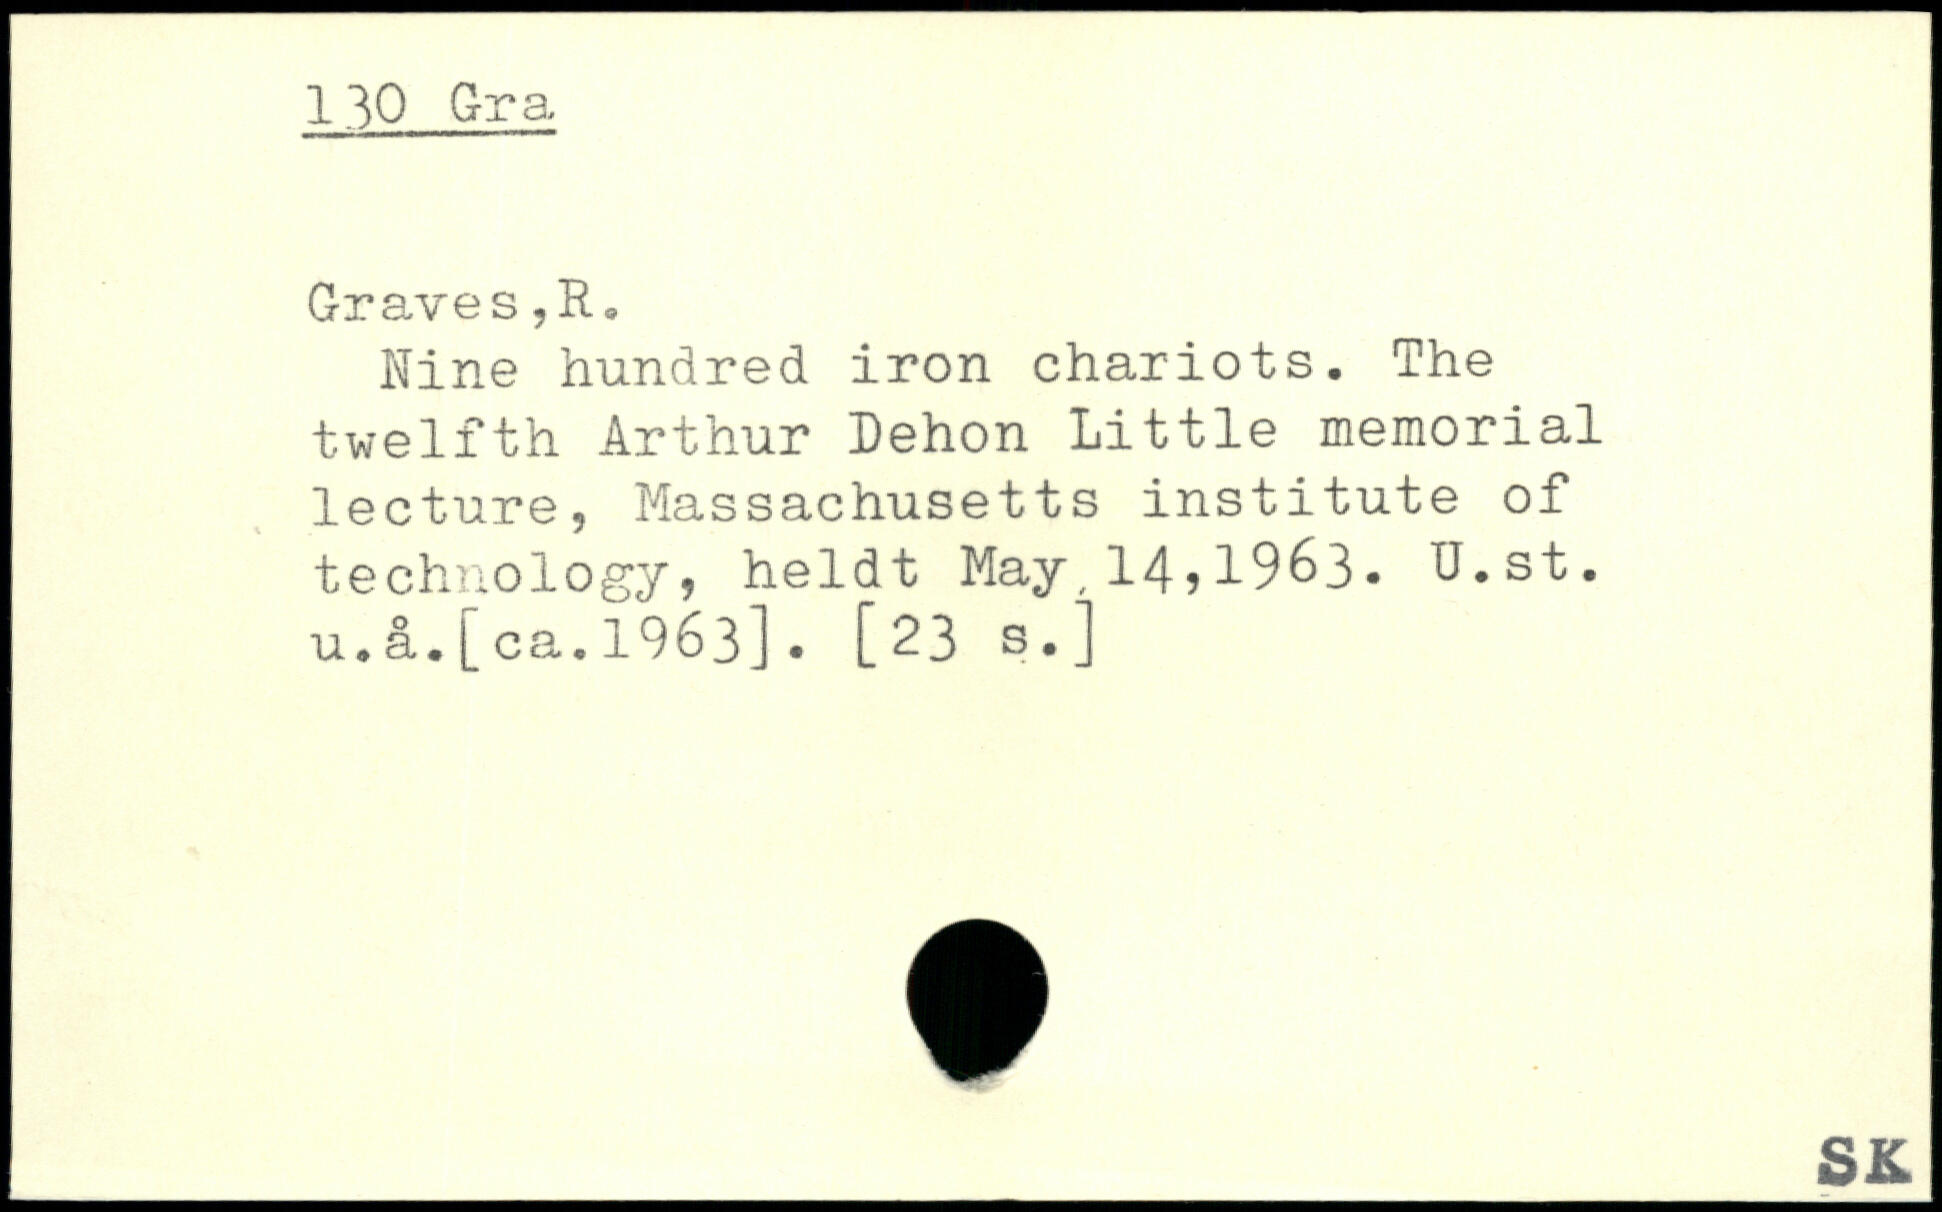 130 Gra
Graves,R.
Nine hundred iron chariots. The
twelfth Arthur Dehon Little memorial
lecture, Massachusetts institute of
technology, heldt May 14,1963. U.st.
u.å.[ca.1963]. [23 s.]
SK